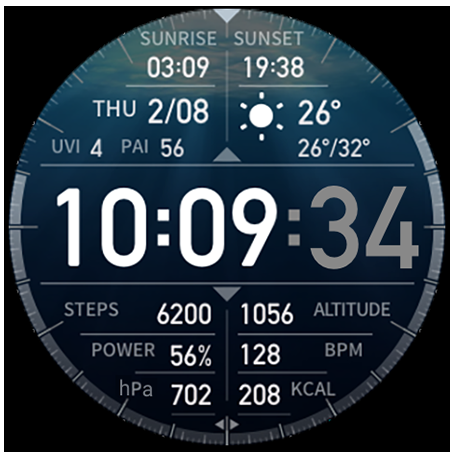 SUNRISE SUNSET
03:09 19:38
THU 2/08 26°
UVI 4 PAI 56 26°/32°
10:09:34
STEPS 6200 1056 ALTITUDE
POWER 56% 128 BPM
hPa 702 208 KCAL